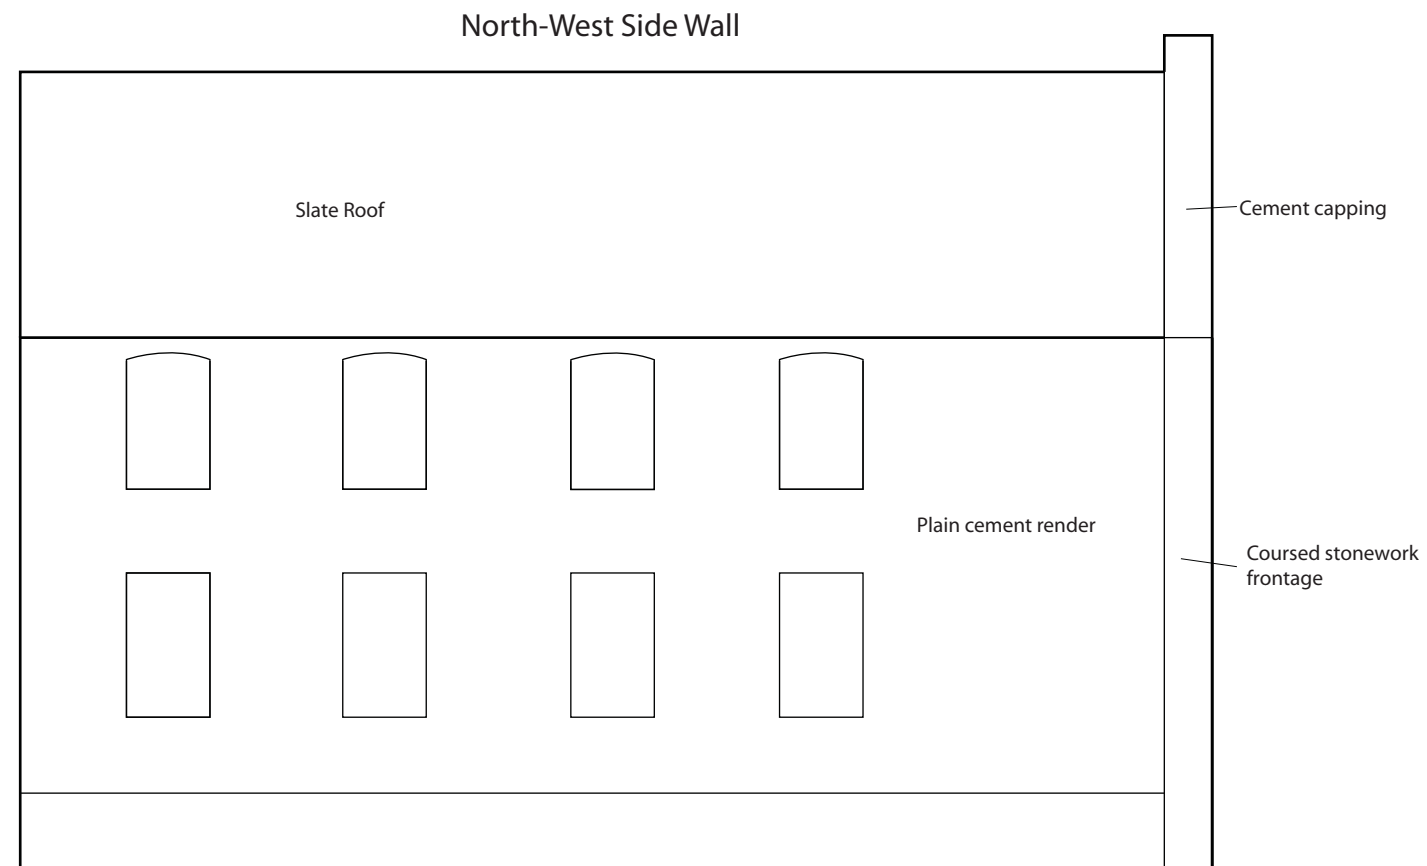 North-West Side Wall
Slate Roof
Cement capping
Plain cement render
Coursed stonework
frontage